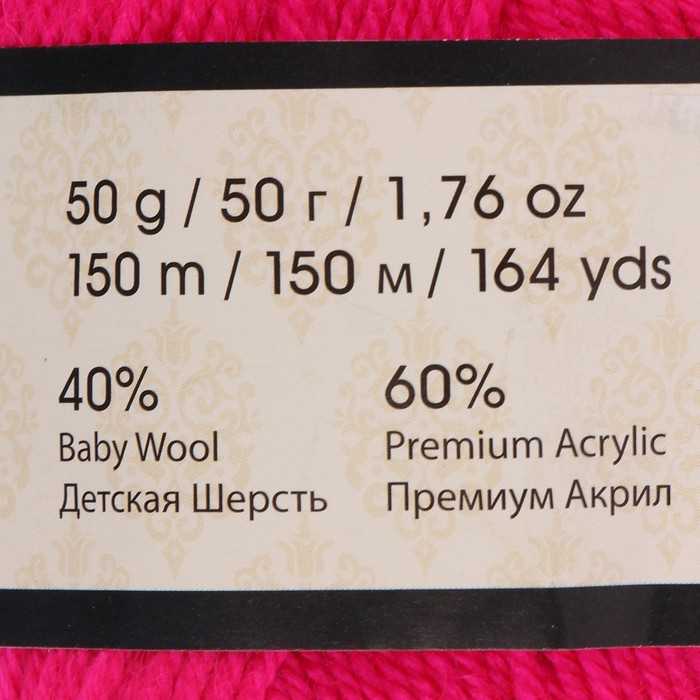 50 g / 50 г / 1,76 oz
150 m / 150 м / 164 yds
40%
Baby Wool
Детская Шерсть
60%
Premium Acrylic
Премиум Акрил